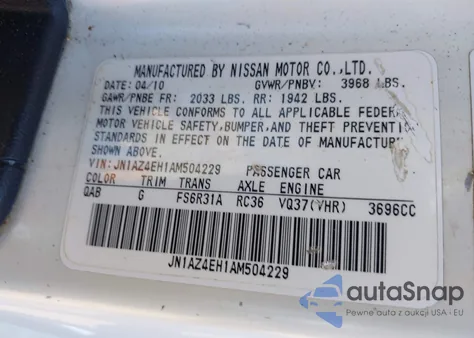 MANUFACTURED BY NISSAN MOTOR CO.,LTD.
DATE: 04/10 GVWR/PNBV: 3968 LBS.
GAWR/PNBE FR: 2033 LBS. RR: 1942 LBS.
THIS VEHICLE CONFORMS TO ALL APPLICABLE FEDER
MOTOR VEHICLE SAFETY, BUMPER, AND THEFT PREVENTI
STANDARDS IN EFFECT ON THE DATE OF MANUFACTUR
SHOWN ABOVE.
VIN: JN1AZ4EH1AM504229 PASSENGER CAR
COLOR TRIM TRANS AXLE ENGINE
QAB G FS6R31A RC36 VQ37(VHR) 3696CC
JN1AZ4EH1AM504229
autoSnap
Pewne auta z aukcji USA - EU